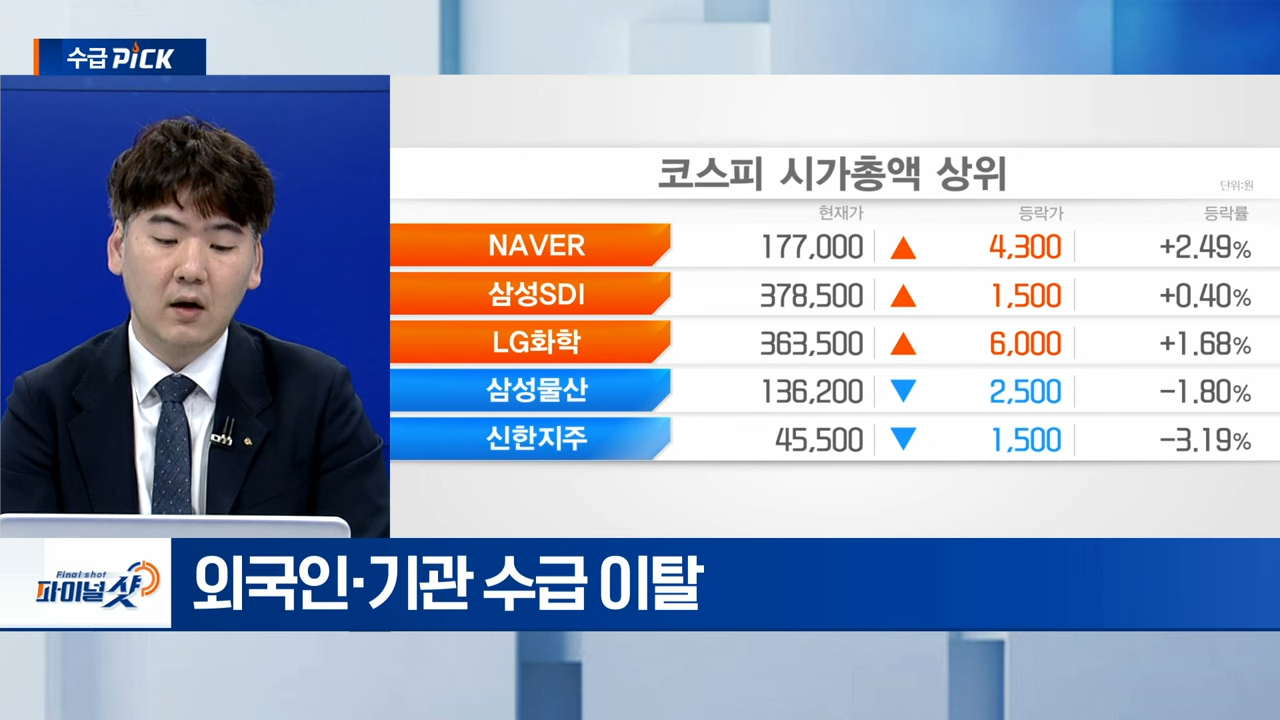 수급 PiCK
코스피 시가총액 상위
단위:원
현재가 등락가 등락률
NAVER 177,000 ▲ 4,300 +2.49%
삼성SDI 378,500 ▲ 1,500 +0.40%
LG화학 363,500 ▲ 6,000 +1.68%
삼성물산 136,200 ▼ 2,500 -1.80%
신한지주 45,500 ▼ 1,500 -3.19%
Final shot
파이널샷
외국인·기관 수급 이탈